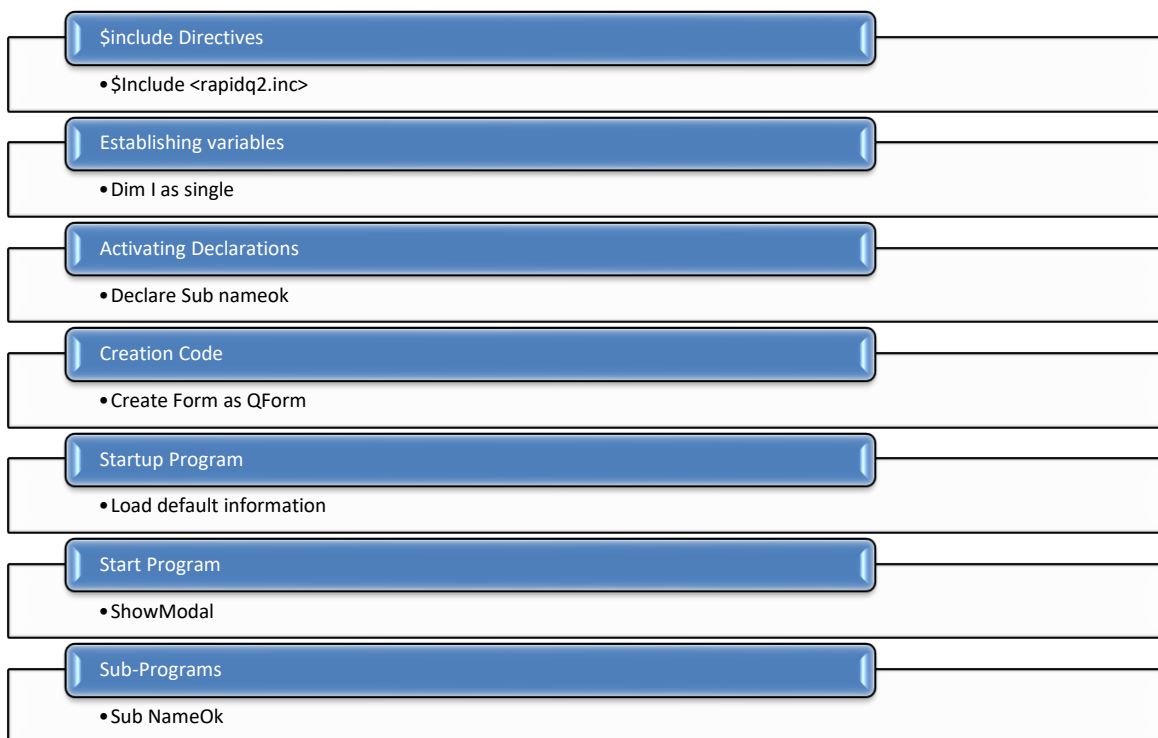 $include Directives
•$Include <rapidq2.inc>
Establishing variables
•Dim I as single
Activating Declarations
•Declare Sub nameok
Creation Code
•Create Form as QForm
Startup Program
•Load default information
Start Program
•ShowModal
Sub-Programs
•Sub NameOk